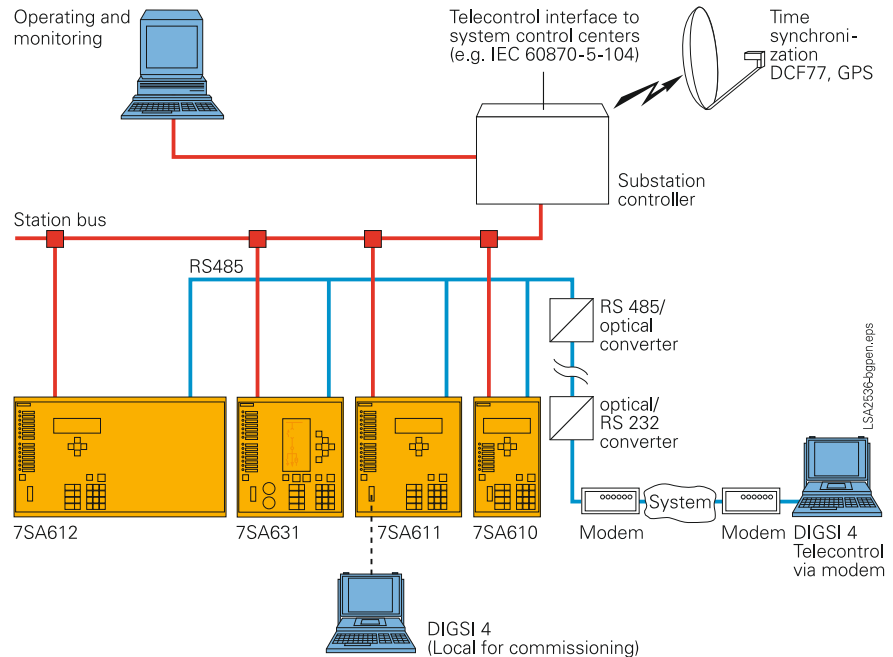 Operating and
monitoring
Telecontrol interface to
system control centers
(e.g. IEC 60870-5-104)
Time
synchroni-
zation
DCF77, GPS
Substation
controller
Station bus
RS485
RS 485/
optical
converter
optical/
RS 232
converter
LSA2536-bgpen.eps
7SA612
7SA631
7SA611
7SA610
Modem
System
Modem
DIGSI 4
Telecontrol
via modem
DIGSI 4
(Local for commissioning)